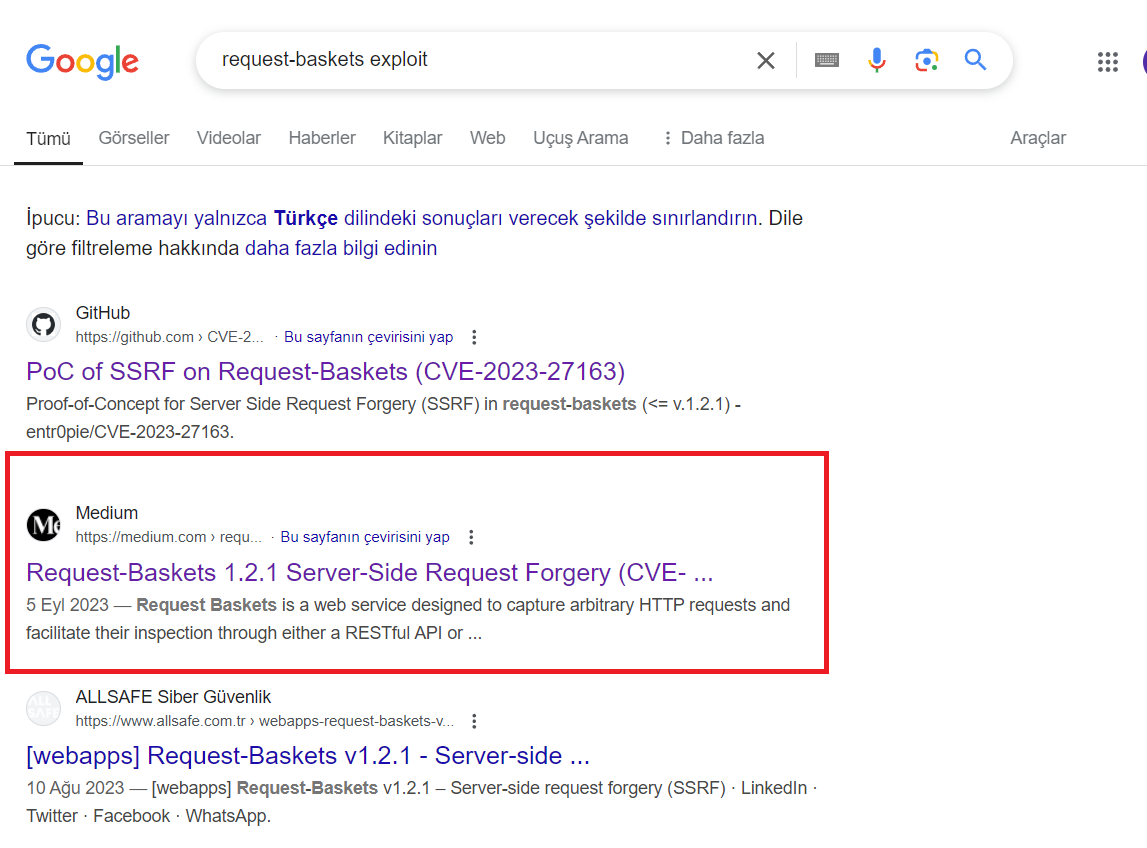 Google
request-baskets exploit
Tümü Görseller Videolar Haberler Kitaplar Web Uçuş Arama Daha fazla Araçlar
İpucu: Bu aramayı yalnızca Türkçe dilindeki sonuçları verecek şekilde sınırlandırın. Dile
göre filtreleme hakkında daha fazla bilgi edinin
GitHub
https://github.com › CVE-2... · Bu sayfanın çevirisini yap
PoC of SSRF on Request-Baskets (CVE-2023-27163)
Proof-of-Concept for Server Side Request Forgery (SSRF) in request-baskets (<= v.1.2.1) -
entr0pie/CVE-2023-27163.
Medium
https://medium.com › requ... · Bu sayfanın çevirisini yap
Request-Baskets 1.2.1 Server-Side Request Forgery (CVE- ...
5 Eyl 2023 — Request Baskets is a web service designed to capture arbitrary HTTP requests and
facilitate their inspection through either a RESTful API or ...
ALL
SAFE
ALLSAFE Siber Güvenlik
https://www.allsafe.com.tr › webapps-request-baskets-v...
[webapps] Request-Baskets v1.2.1 - Server-side ...
10 Ağu 2023 — [webapps] Request-Baskets v1.2.1 – Server-side request forgery (SSRF) · LinkedIn ·
Twitter · Facebook · WhatsApp.